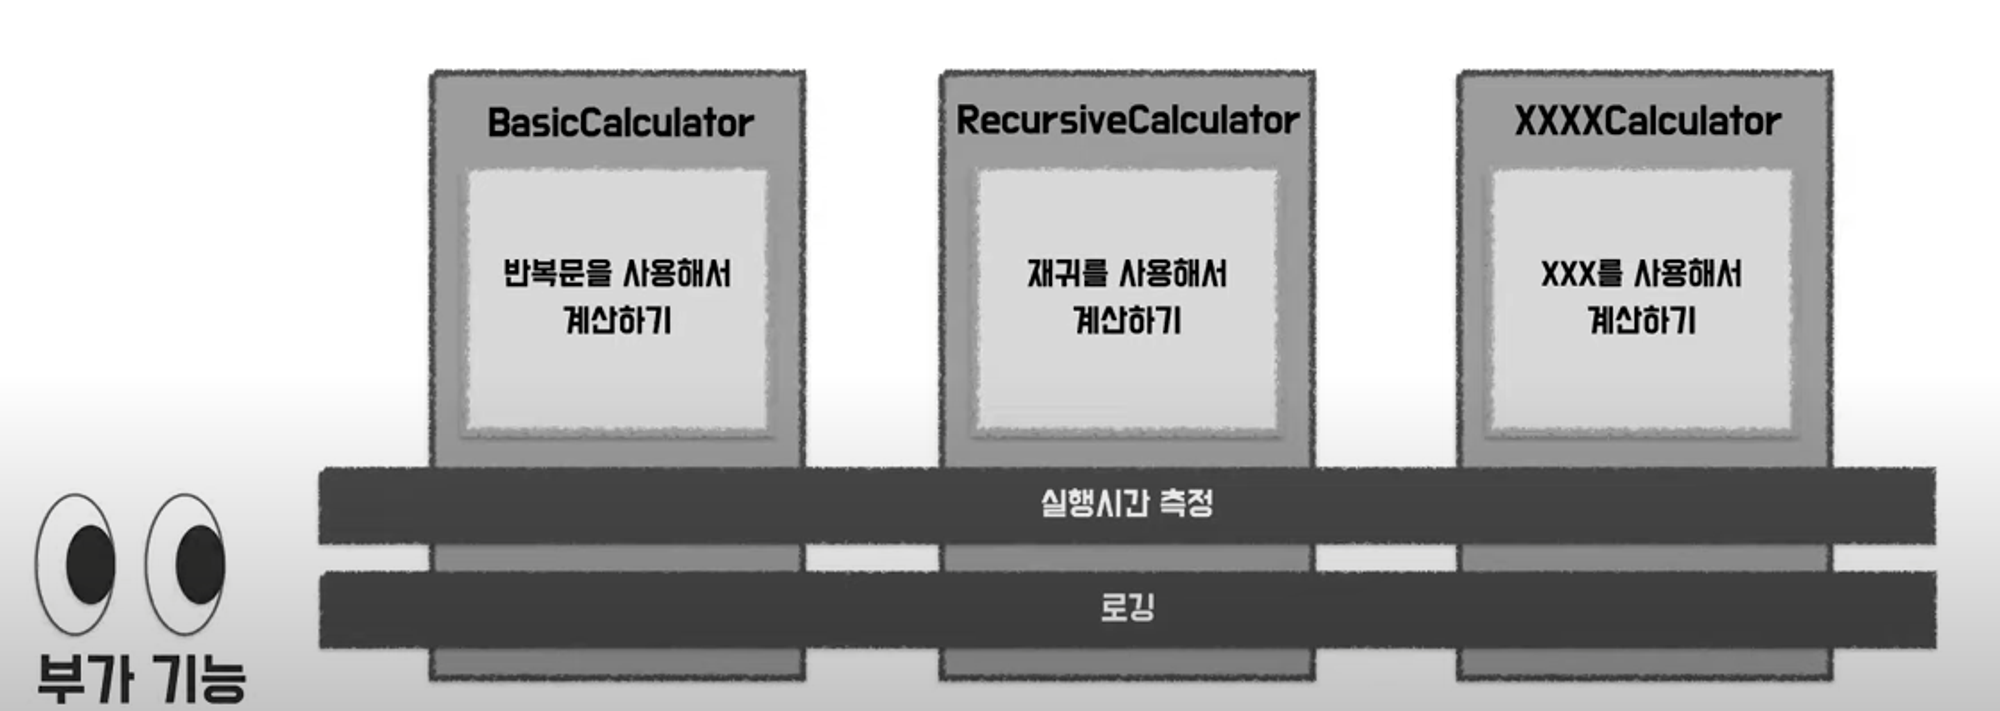 BasicCalculator
RecursiveCalculator
XXXXCalculator
반복문을 사용해서
계산하기
재귀를 사용해서
계산하기
XXX를 사용해서
계산하기
실행시간 측정
로깅
부가 기능